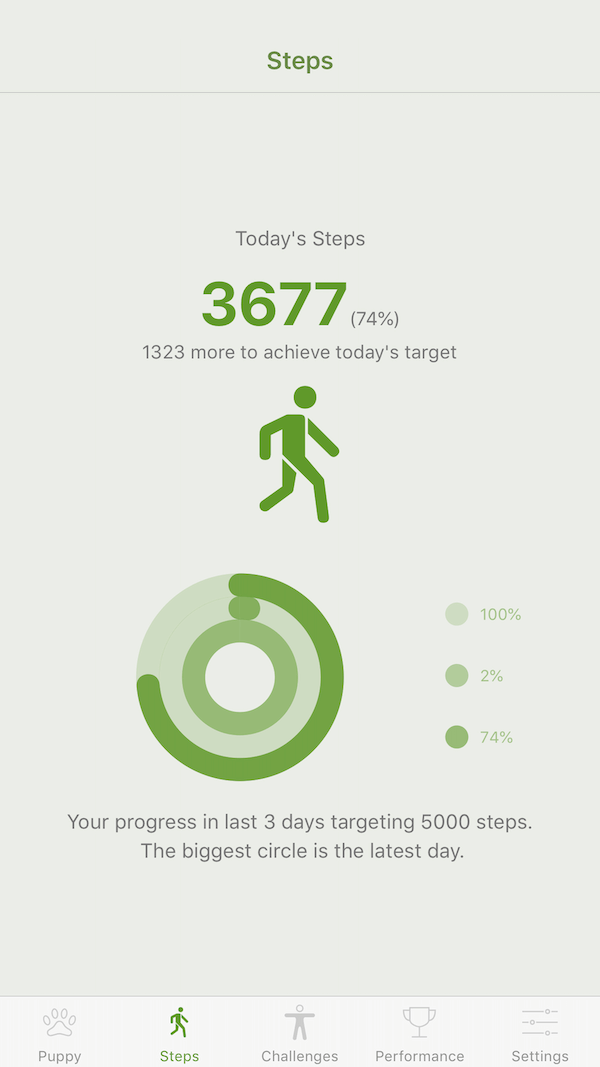 Steps
Today's Steps
3677 (74%)
1323 more to achieve today's target
100%
2%
74%
Your progress in last 3 days targeting 5000 steps.
The biggest circle is the latest day.
Puppy
Steps
Challenges
Performance
Settings